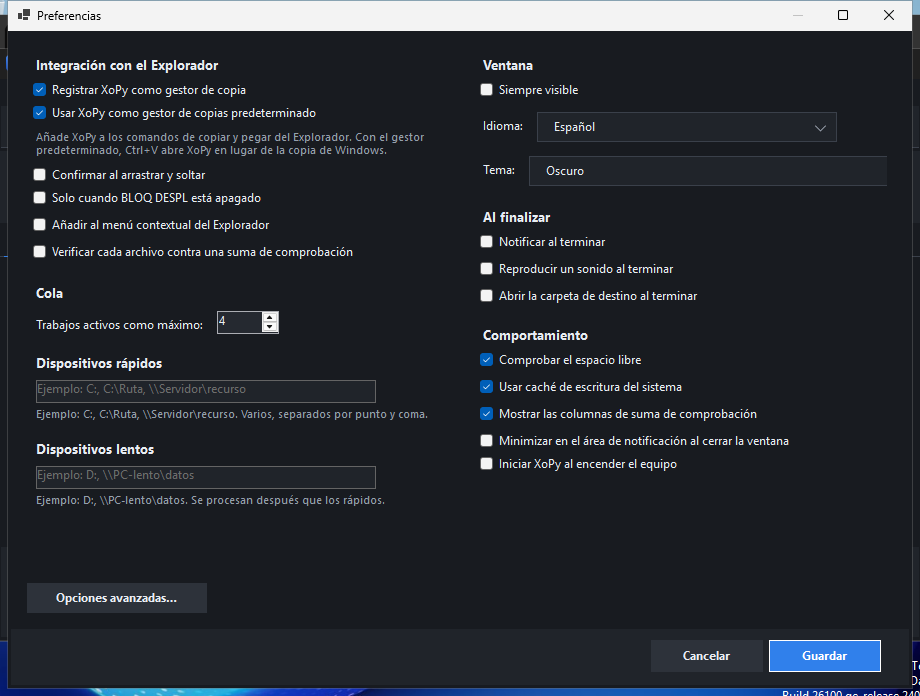 Preferencias
Integración con el Explorador
Registrar XoPy como gestor de copia
Usar XoPy como gestor de copias predeterminado
Añade XoPy a los comandos de copiar y pegar del Explorador. Con el gestor
predeterminado, Ctrl+V abre XoPy en lugar de la copia de Windows.
Confirmar al arrastrar y soltar
Solo cuando BLOQ DESPL está apagado
Añadir al menú contextual del Explorador
Verificar cada archivo contra una suma de comprobación
Cola
Trabajos activos como máximo:
4
Dispositivos rápidos
Ejemplo: C:, C:\Ruta, \\Servidor\recurso
Ejemplo: C:, C:\Ruta, \\Servidor\recurso. Varios, separados por punto y coma.
Dispositivos lentos
Ejemplo: D:, \\PC-lento\datos
Ejemplo: D:, \\PC-lento\datos. Se procesan después que los rápidos.
Opciones avanzadas...
Ventana
Siempre visible
Idioma:
Español
Tema:
Oscuro
Al finalizar
Notificar al terminar
Reproducir un sonido al terminar
Abrir la carpeta de destino al terminar
Comportamiento
Comprobar el espacio libre
Usar caché de escritura del sistema
Mostrar las columnas de suma de comprobación
Minimizar en el área de notificación al cerrar la ventana
Iniciar XoPy al encender el equipo
Cancelar
Guardar